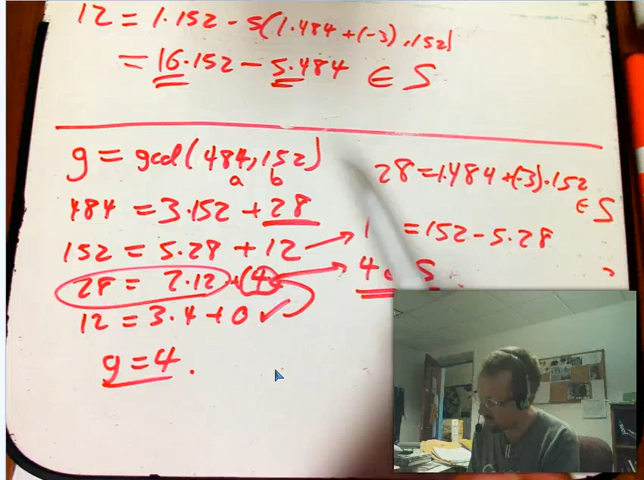 12 = 1.152 - 5(1.484 + (-3).152)
= 16.152 - 5.484 ∈ S
g = gcd(484, 152)
a b
484 = 3.152 + 28
152 = 5.28 + 12
28 = 2.12 + 4
12 = 3.4 + 0 ✓
g = 4.
28 = 1.484 + (-3).152
∈ S
1 = 152 - 5.28
4 ∈ S